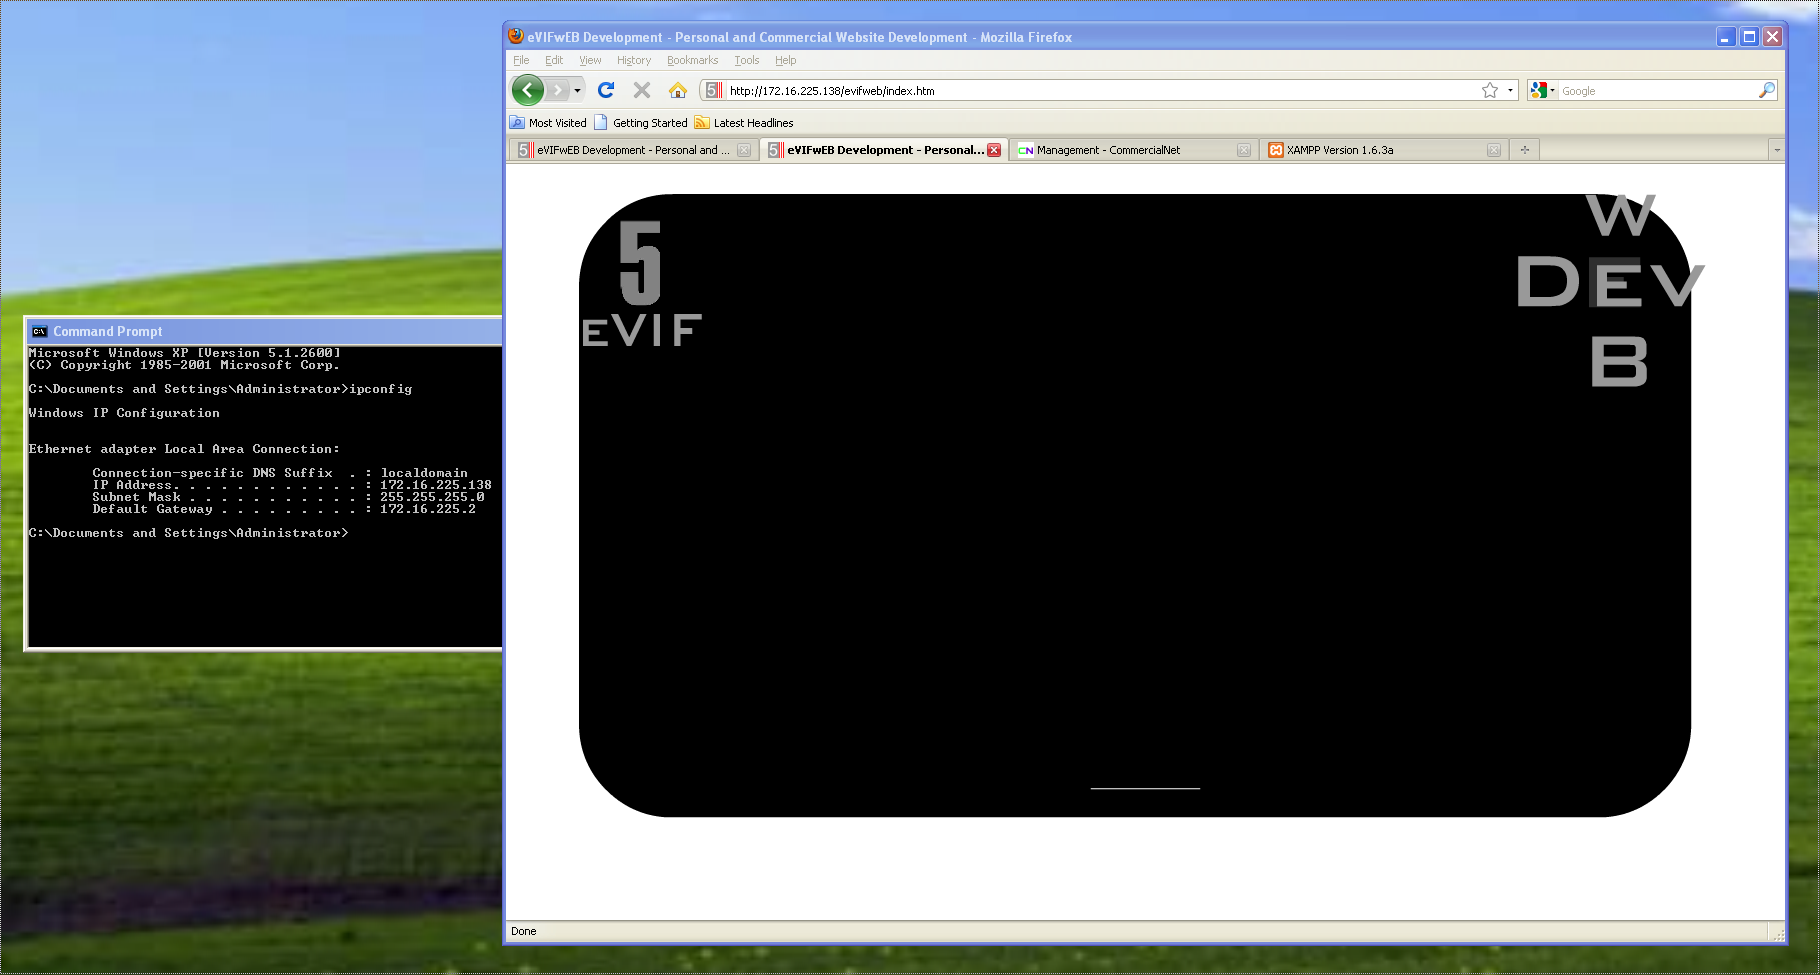 eVIFwEB Development - Personal and Commercial Website Development - Mozilla Firefox
File Edit View History Bookmarks Tools Help
http://172.16.225.138/evifweb/index.htm
Google
Most Visited Getting Started Latest Headlines
eVIFwEB Development - Personal and ...
eVIFwEB Development - Personal...
Management - CommercialNet
XAMPP Version 1.6.3a
5
eVIF
W
DEV
B
Done
Command Prompt
Microsoft Windows XP [Version 5.1.2600]
(C) Copyright 1985-2001 Microsoft Corp.
C:\Documents and Settings\Administrator>ipconfig
Windows IP Configuration
Ethernet adapter Local Area Connection:
Connection-specific DNS Suffix  . : localdomain
IP Address. . . . . . . . . . . . : 172.16.225.138
Subnet Mask . . . . . . . . . . . : 255.255.255.0
Default Gateway . . . . . . . . . : 172.16.225.2
C:\Documents and Settings\Administrator>